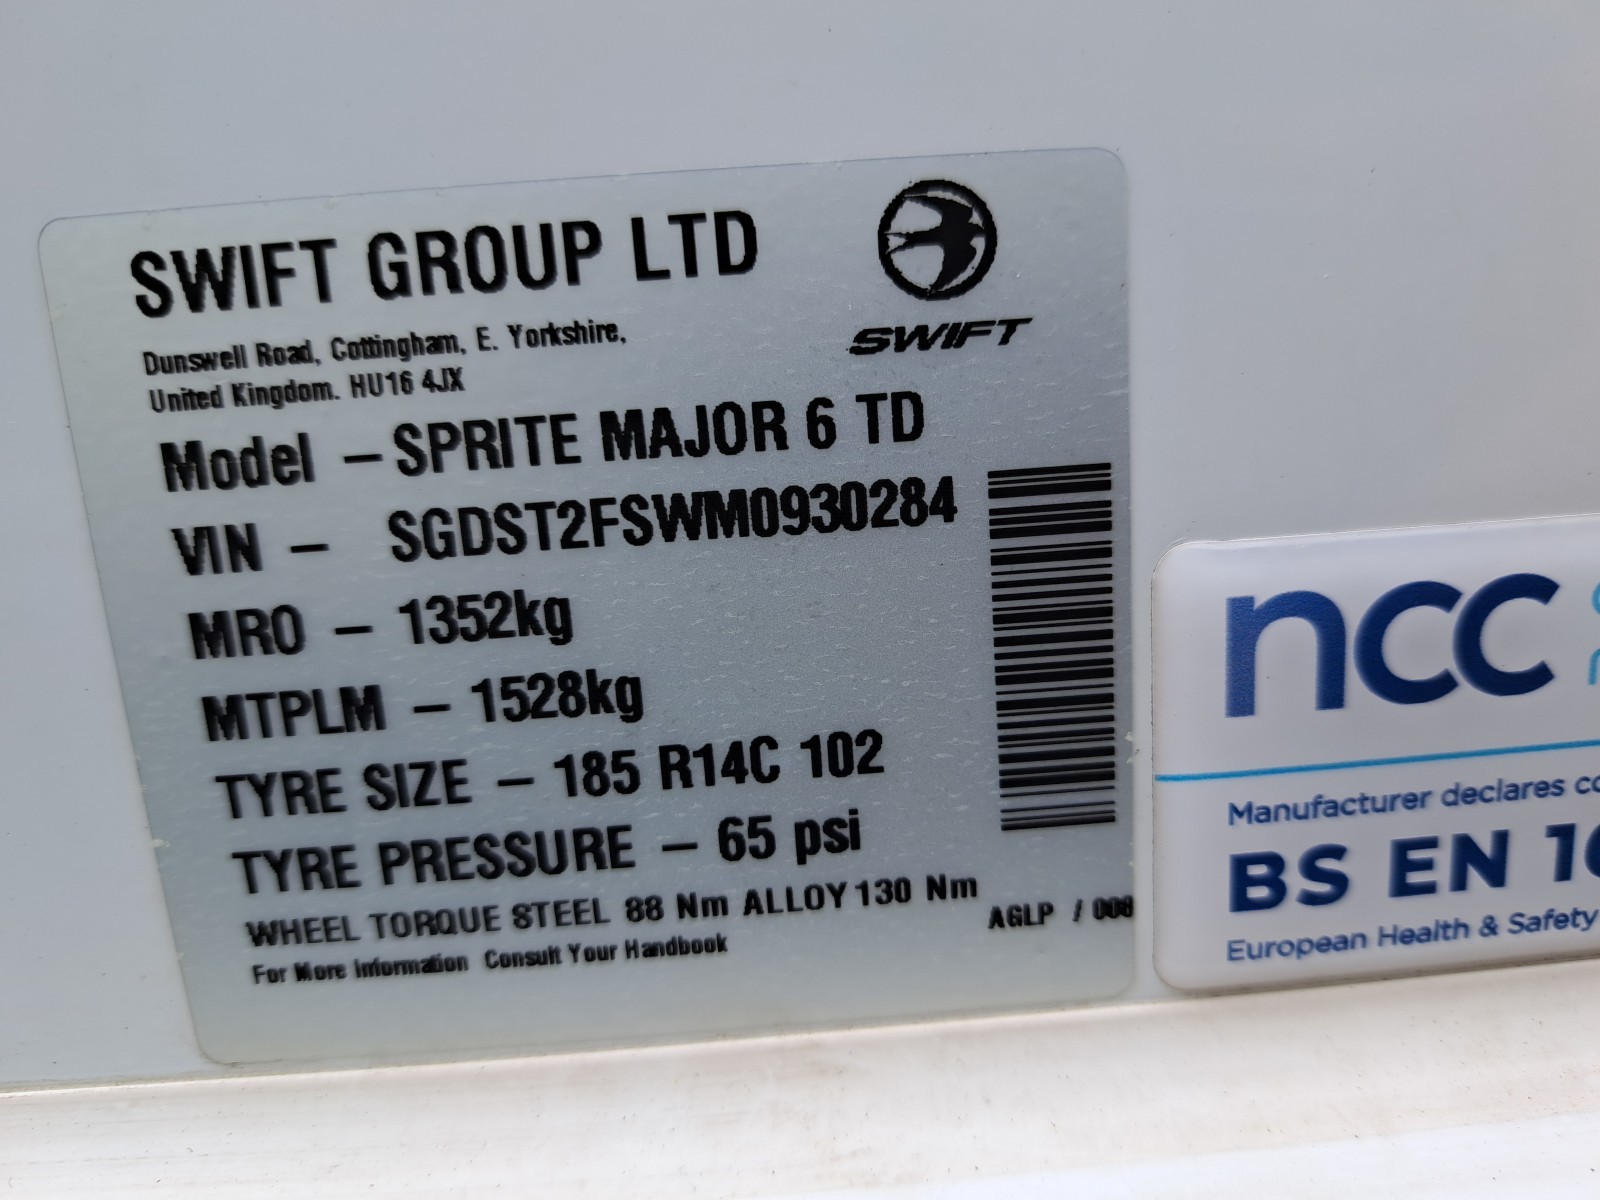 SWIFT GROUP LTD
SWIFT
Dunswell Road, Cottingham, E. Yorkshire,
United Kingdom. HU16 4JX
Model – SPRITE MAJOR 6 TD
VIN – SGDST2FSWM0930284
MRO – 1352kg
MTPLM – 1528kg
TYRE SIZE – 185 R14C 102
TYRE PRESSURE – 65 psi
WHEEL TORQUE STEEL 88 Nm ALLOY 130 Nm
AGLP /
For More Information Consult Your Handbook
ncc
Manufacturer declares
BS EN
European Health & Safety